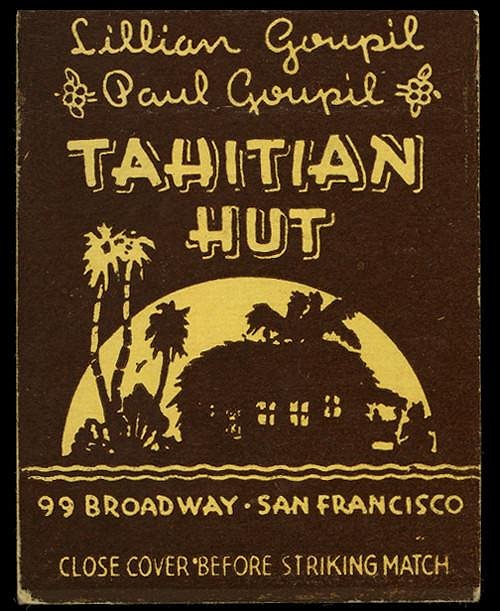 Lillian Goupil
Paul Goupil
TAHITIAN
HUT
99 BROADWAY · SAN FRANCISCO
CLOSE COVER BEFORE STRIKING MATCH